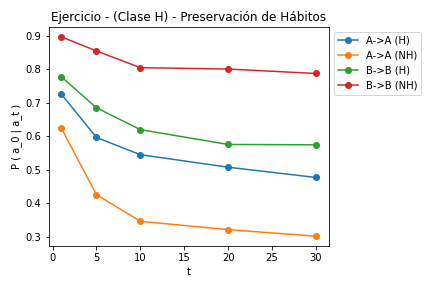 Ejercicio - (Clase H) - Preservación de Hábitos
P ( a_0 | a_t )
0.9
0.8
0.7
0.6
0.5
0.4
0.3
0 5 10 15 20 25 30
t
A->A (H)
A->A (NH)
B->B (H)
B->B (NH)